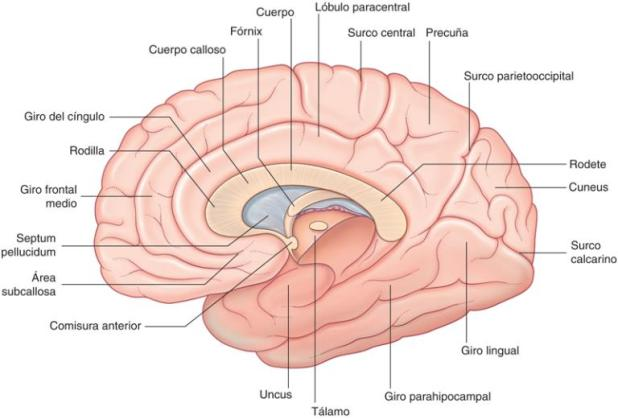 Cuerpo
Lóbulo paracentral
Fórnix
Surco central
Precuña
Cuerpo calloso
Surco parietooccipital
Giro del cíngulo
Rodilla
Rodete
Giro frontal
medio
Cuneus
Septum
pellucidum
Surco
calcarino
Área
subcallosa
Comisura anterior
Giro lingual
Uncus
Giro parahipocampal
Tálamo